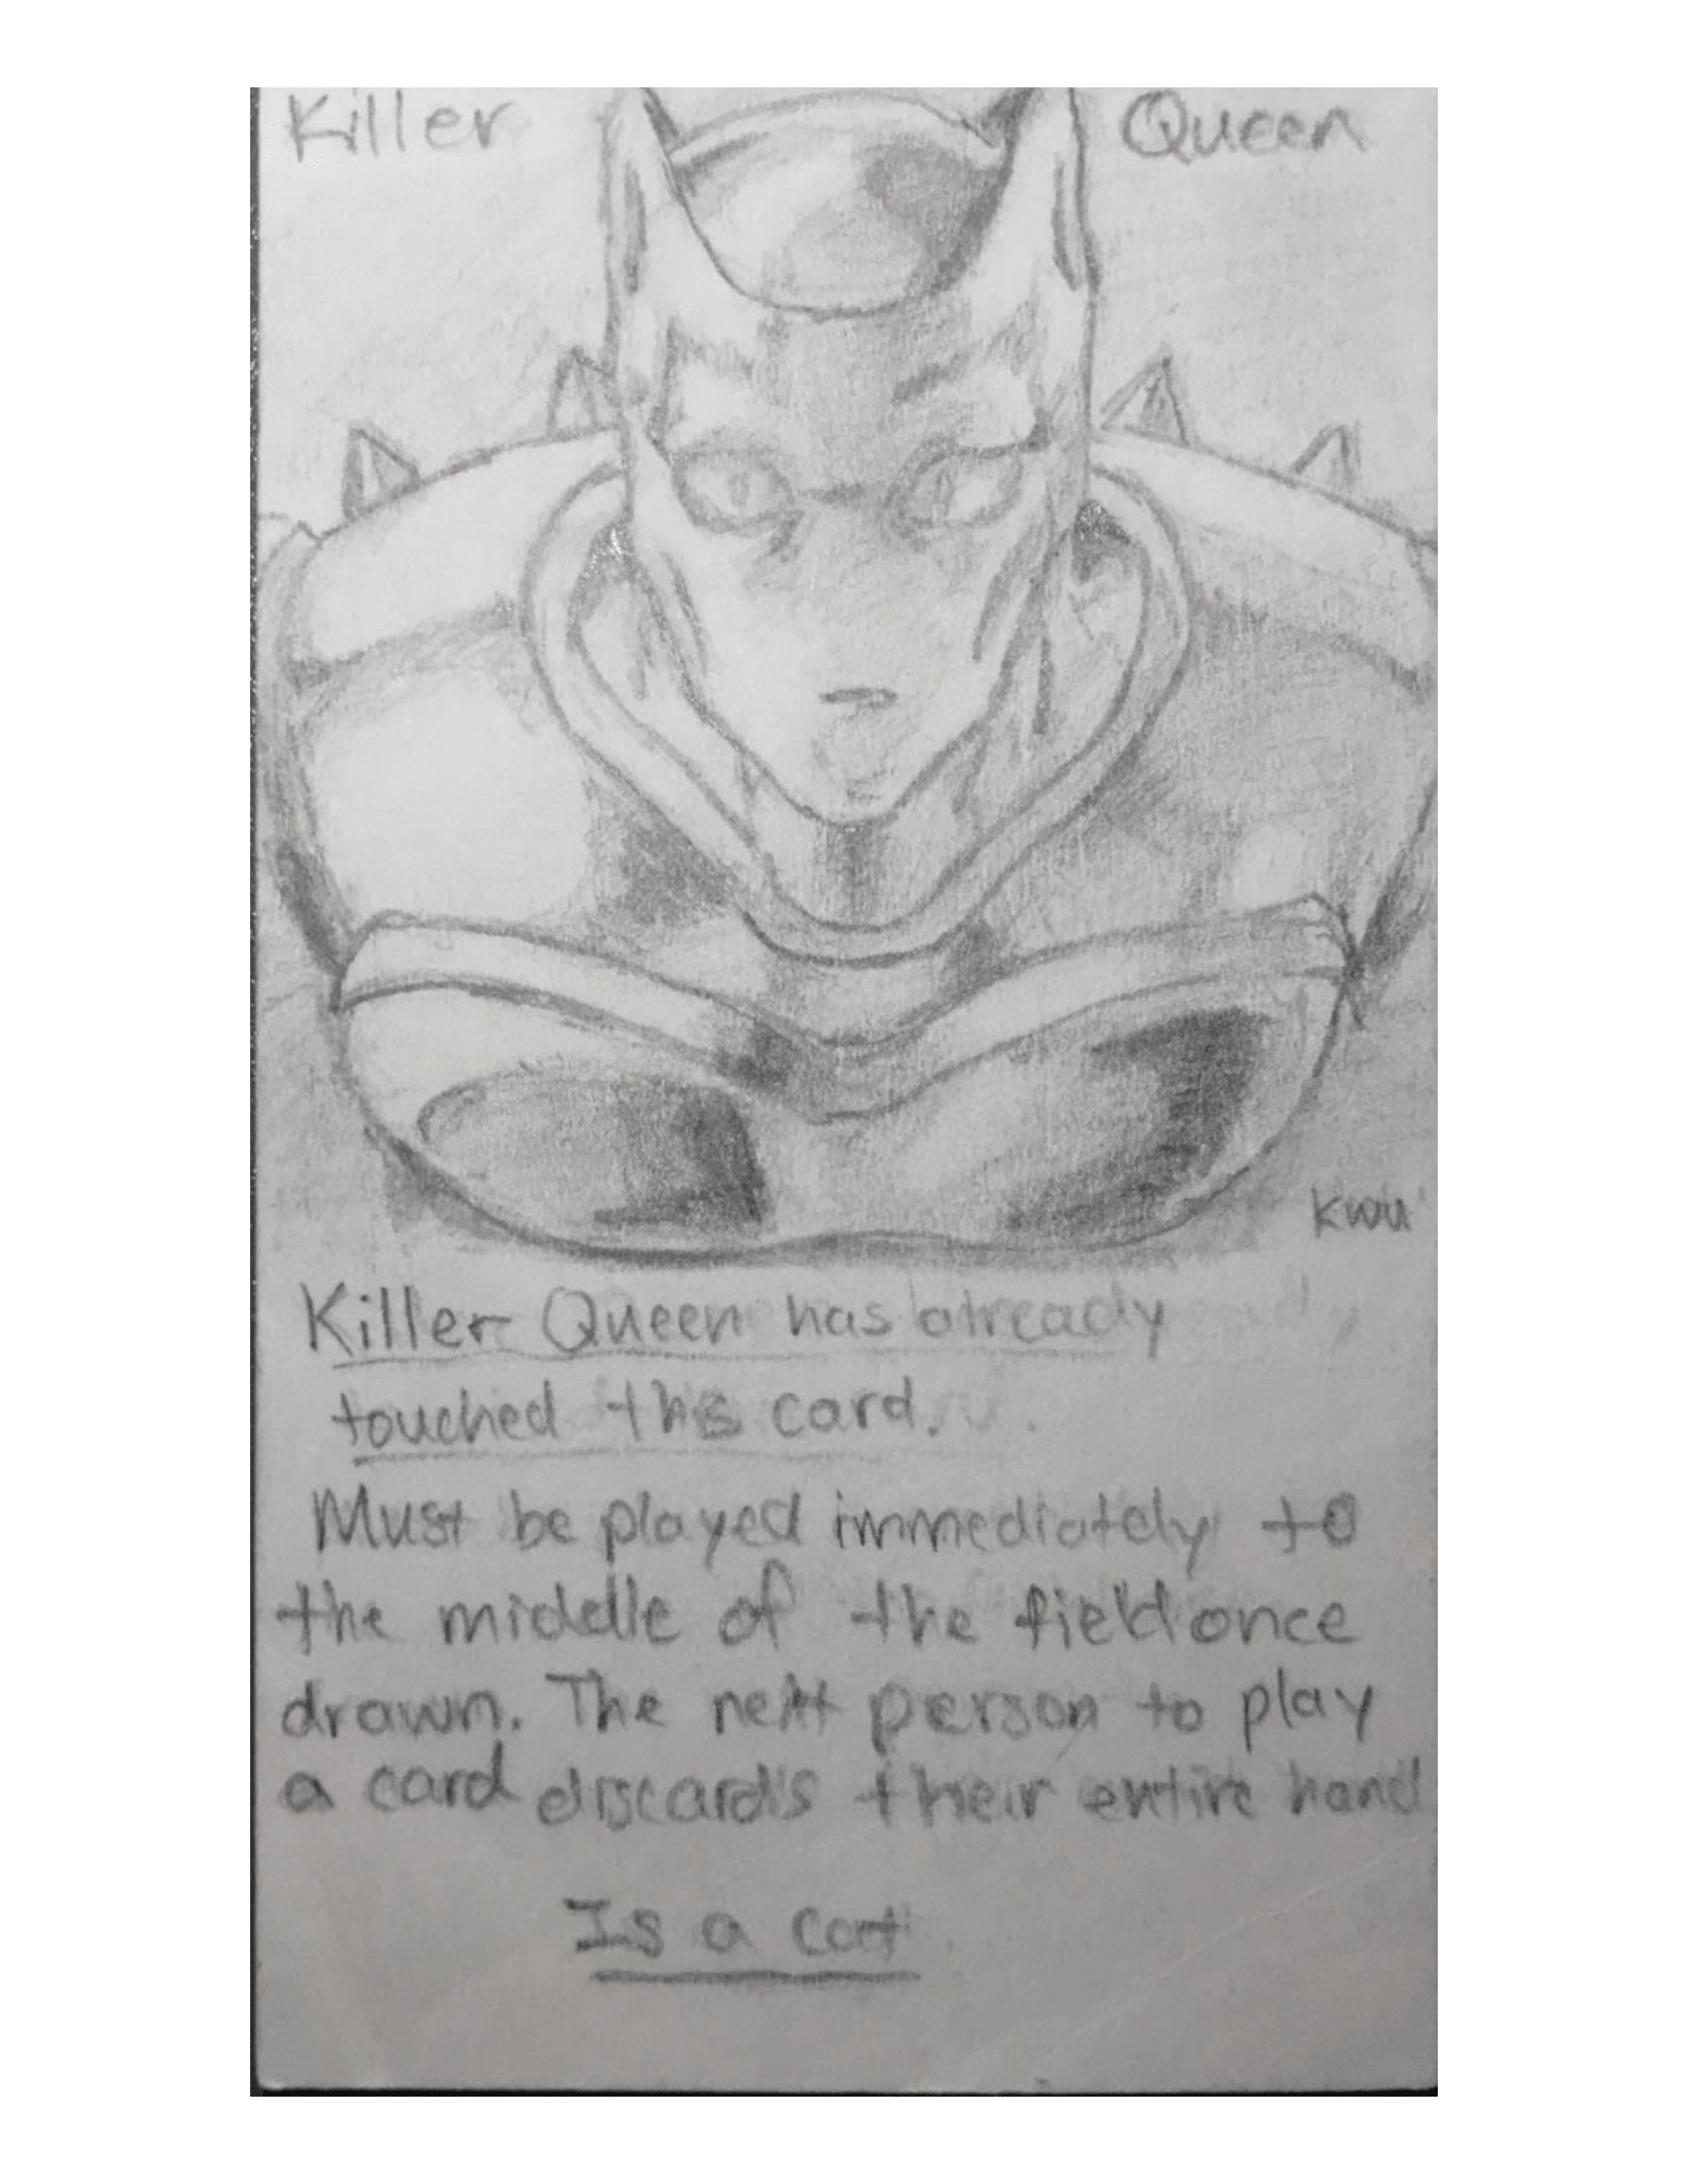 Killer Queen
Kwu
Killer Queen has already
touched this card.
Must be played immediately to
the middle of the field once
drawn. The next person to play
a card discards their entire hand
Is a cat